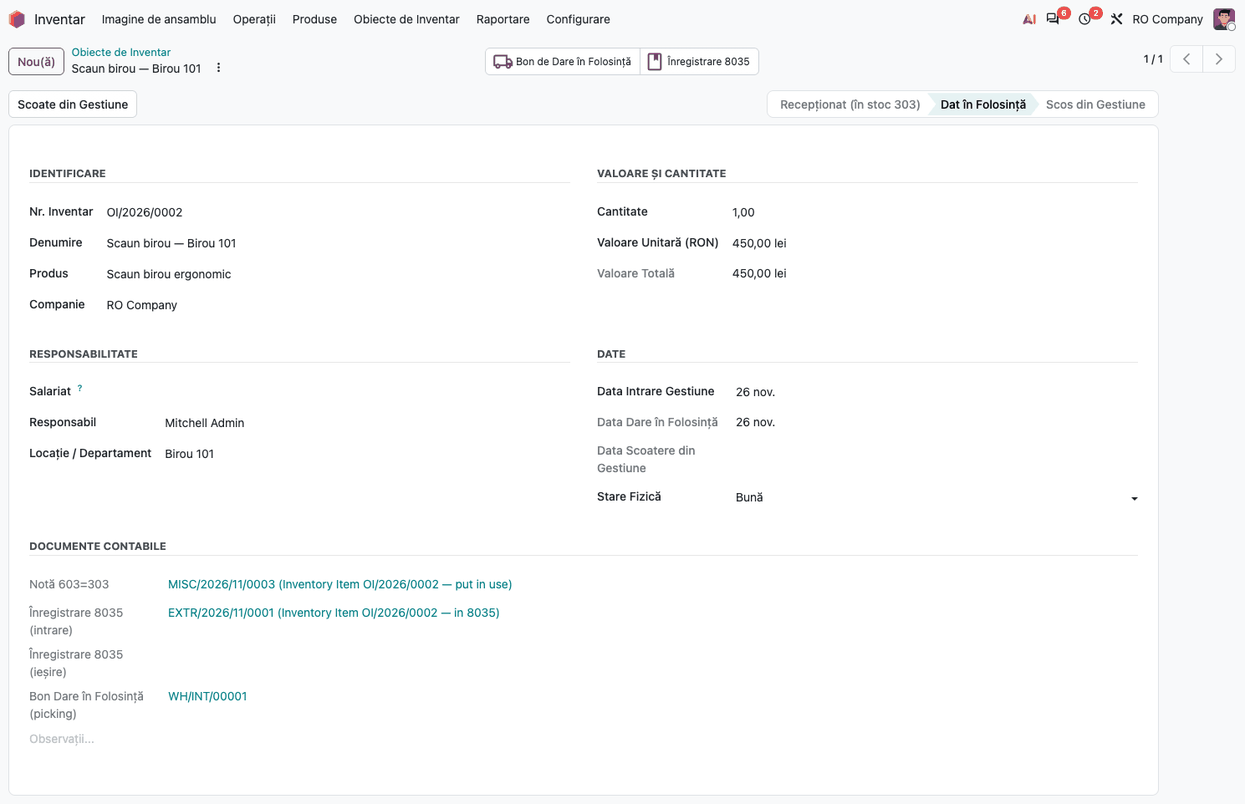 Inventar Imagine de ansamblu Operații Produse Obiecte de Inventar Raportare Configurare AI 6 2 RO Company
Nou(ă) Obiecte de Inventar
Scaun birou — Birou 101
Bon de Dare în Folosință Înregistrare 8035
1 / 1
Scoate din Gestiune
Recepționat (în stoc 303) Dat în Folosință Scos din Gestiune
IDENTIFICARE
Nr. Inventar OI/2026/0002
Denumire Scaun birou — Birou 101
Produs Scaun birou ergonomic
Companie RO Company
VALOARE ȘI CANTITATE
Cantitate 1,00
Valoare Unitară (RON) 450,00 lei
Valoare Totală 450,00 lei
RESPONSABILITATE
Salariat ?
Responsabil Mitchell Admin
Locație / Departament Birou 101
DATE
Data Intrare Gestiune 26 nov.
Data Dare în Folosință 26 nov.
Data Scoatere din
Gestiune
Stare Fizică Bună
DOCUMENTE CONTABILE
Notă 603=303 MISC/2026/11/0003 (Inventory Item OI/2026/0002 — put in use)
Înregistrare 8035 EXTR/2026/11/0001 (Inventory Item OI/2026/0002 — in 8035)
(intrare)
Înregistrare 8035
(ieșire)
Bon Dare în Folosință WH/INT/00001
(picking)
Observații...